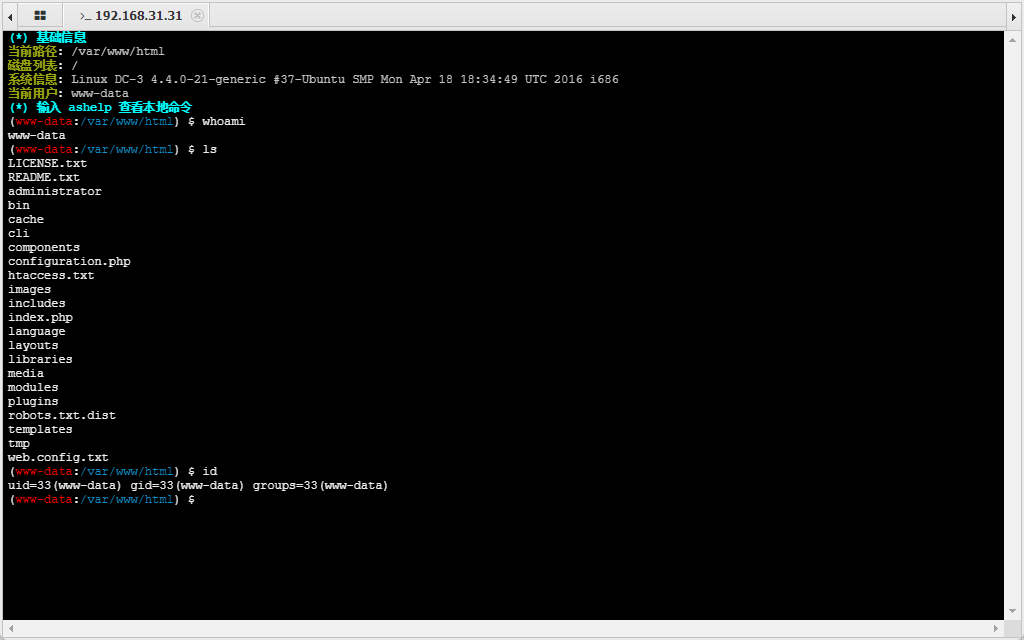 >_ 192.168.31.31
(*) 基础信息
当前路径: /var/www/html
磁盘列表: /
系统信息: Linux DC-3 4.4.0-21-generic #37-Ubuntu SMP Mon Apr 18 18:34:49 UTC 2016 i686
当前用户: www-data
(*) 输入 ashelp 查看本地命令
(www-data:/var/www/html) $ whoami
www-data
(www-data:/var/www/html) $ ls
LICENSE.txt
README.txt
administrator
bin
cache
cli
components
configuration.php
htaccess.txt
images
includes
index.php
language
layouts
libraries
media
modules
plugins
robots.txt.dist
templates
tmp
web.config.txt
(www-data:/var/www/html) $ id
uid=33(www-data) gid=33(www-data) groups=33(www-data)
(www-data:/var/www/html) $